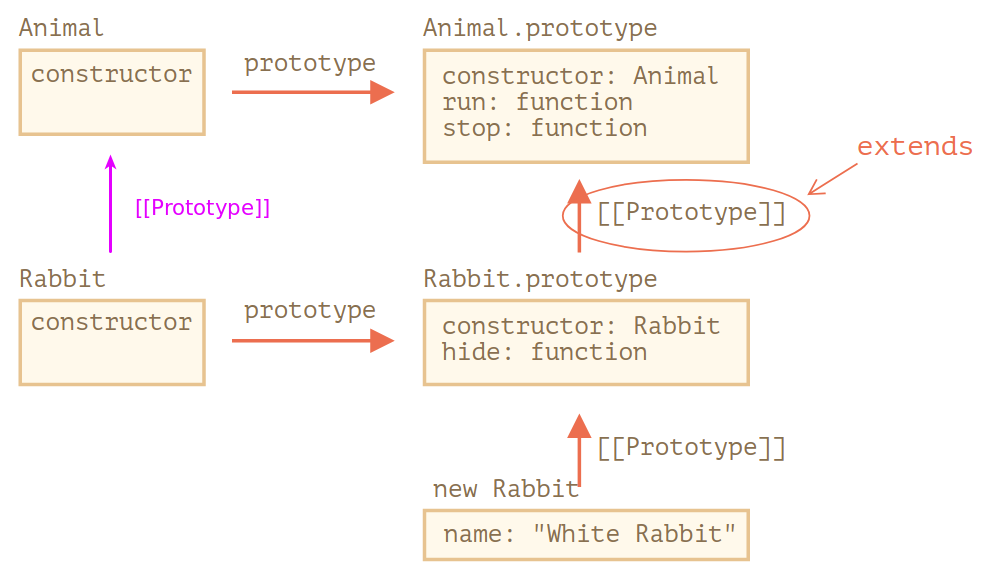 Animal
constructor
prototype
Animal.prototype
constructor: Animal
run: function
stop: function
extends
[[Prototype]]
[[Prototype]]
Rabbit
constructor
prototype
Rabbit.prototype
constructor: Rabbit
hide: function
[[Prototype]]
new Rabbit
name: "White Rabbit"